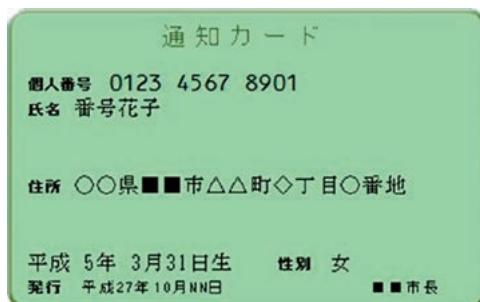 通知カード
個人番号 0123 4567 8901
氏名 番号花子
住所 ○○県■■市△△町◇丁目○番地
平成 5年 3月31日生 性別 女
発行 平成27年10月NN日 ■■市長